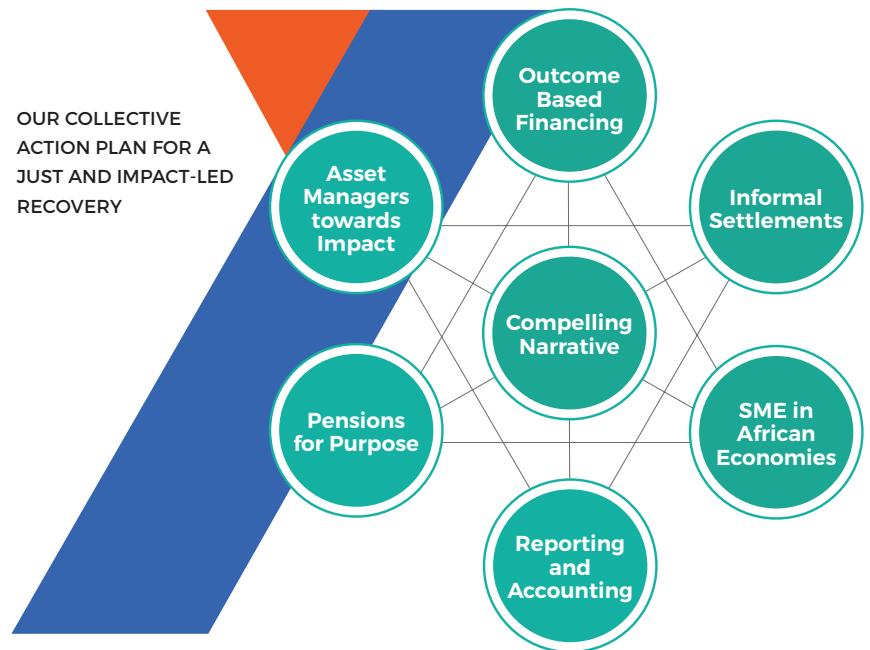 OUR COLLECTIVE
ACTION PLAN FOR A
JUST AND IMPACT-LED
RECOVERY
Outcome
Based
Financing
Asset
Managers
towards
Impact
Informal
Settlements
Compelling
Narrative
Pensions
for Purpose
SME in
African
Economies
Reporting
and
Accounting